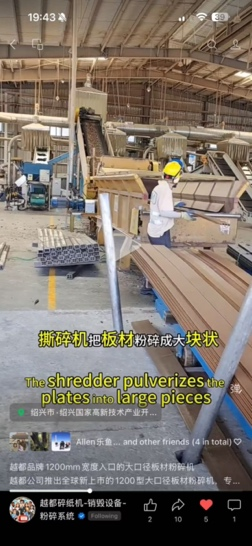 19:43
撕碎机把板材粉碎成大块状
The shredder pulverizes the
plates into large pieces
绍兴市·绍兴国家高新技术产业开...
Allen乐鱼... and other friends (4 in total)
越都品牌1200mm宽度入口的大口径板材粉碎机
越都公司推出全球新上市的1200型大口径板材粉碎机，专...
越都碎纸机-销毁设备-
粉碎系统
Following
2
10
5